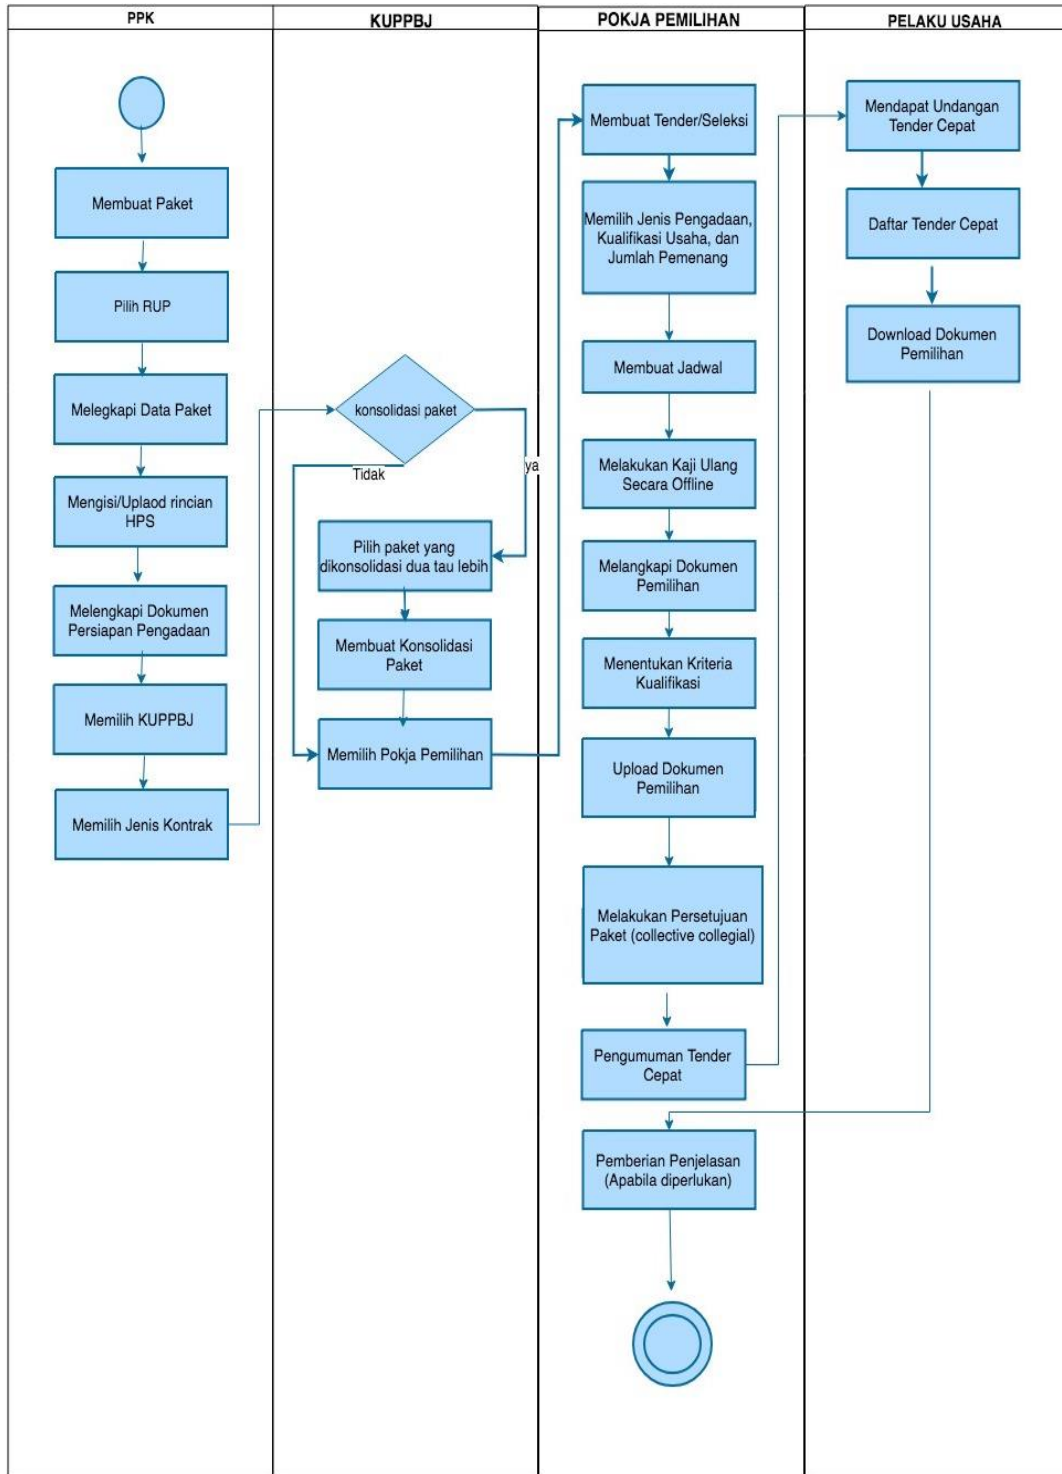 PPK
KUPPBJ
POKJA PEMILIHAN
PELAKU USAHA
Membuat Paket
Pilih RUP
Melegkapi Data Paket
Mengisi/Uplaod rincian
HPS
Melengkapi Dokumen
Persiapan Pengadaan
Memilih KUPPBJ
Memilih Jenis Kontrak
konsolidasi paket
Tidak
ya
Pilih paket yang
dikonsolidasi dua tau lebih
Membuat Konsolidasi
Paket
Memilih Pokja Pemilihan
Membuat Tender/Seleksi
Memilih Jenis Pengadaan,
Kualifikasi Usaha, dan
Jumlah Pemenang
Membuat Jadwal
Melakukan Kaji Ulang
Secara Offline
Melangkapi Dokumen
Pemilihan
Menentukan Kriteria
Kualifikasi
Upload Dokumen
Pemilihan
Melakukan Persetujuan
Paket (collective collegial)
Pengumuman Tender
Cepat
Pemberian Penjelasan
(Apabila diperlukan)
Mendapat Undangan
Tender Cepat
Daftar Tender Cepat
Download Dokumen
Pemilihan